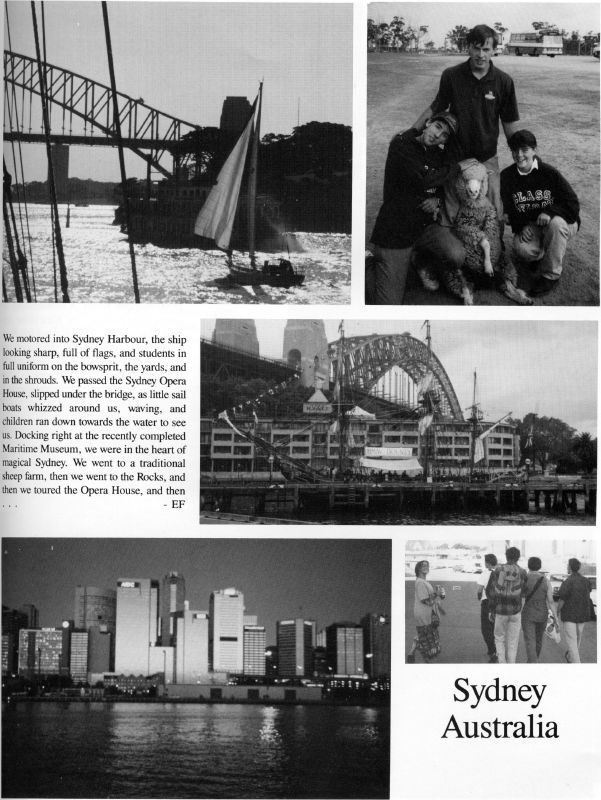 CLASS
We motored into Sydney Harbour, the ship
looking sharp, full of flags, and students in
full uniform on the bowsprit, the yards, and
in the shrouds. We passed the Sydney Opera
House, slipped under the bridge, as little sail
boats whizzed around us, waving, and
children ran down towards the water to see
us. Docking right at the recently completed
Maritime Museum, we were in the heart of
magical Sydney. We went to a traditional
sheep farm, then we went to the Rocks, and
then we toured the Opera House, and then
. . . - EF
Sydney
Australia